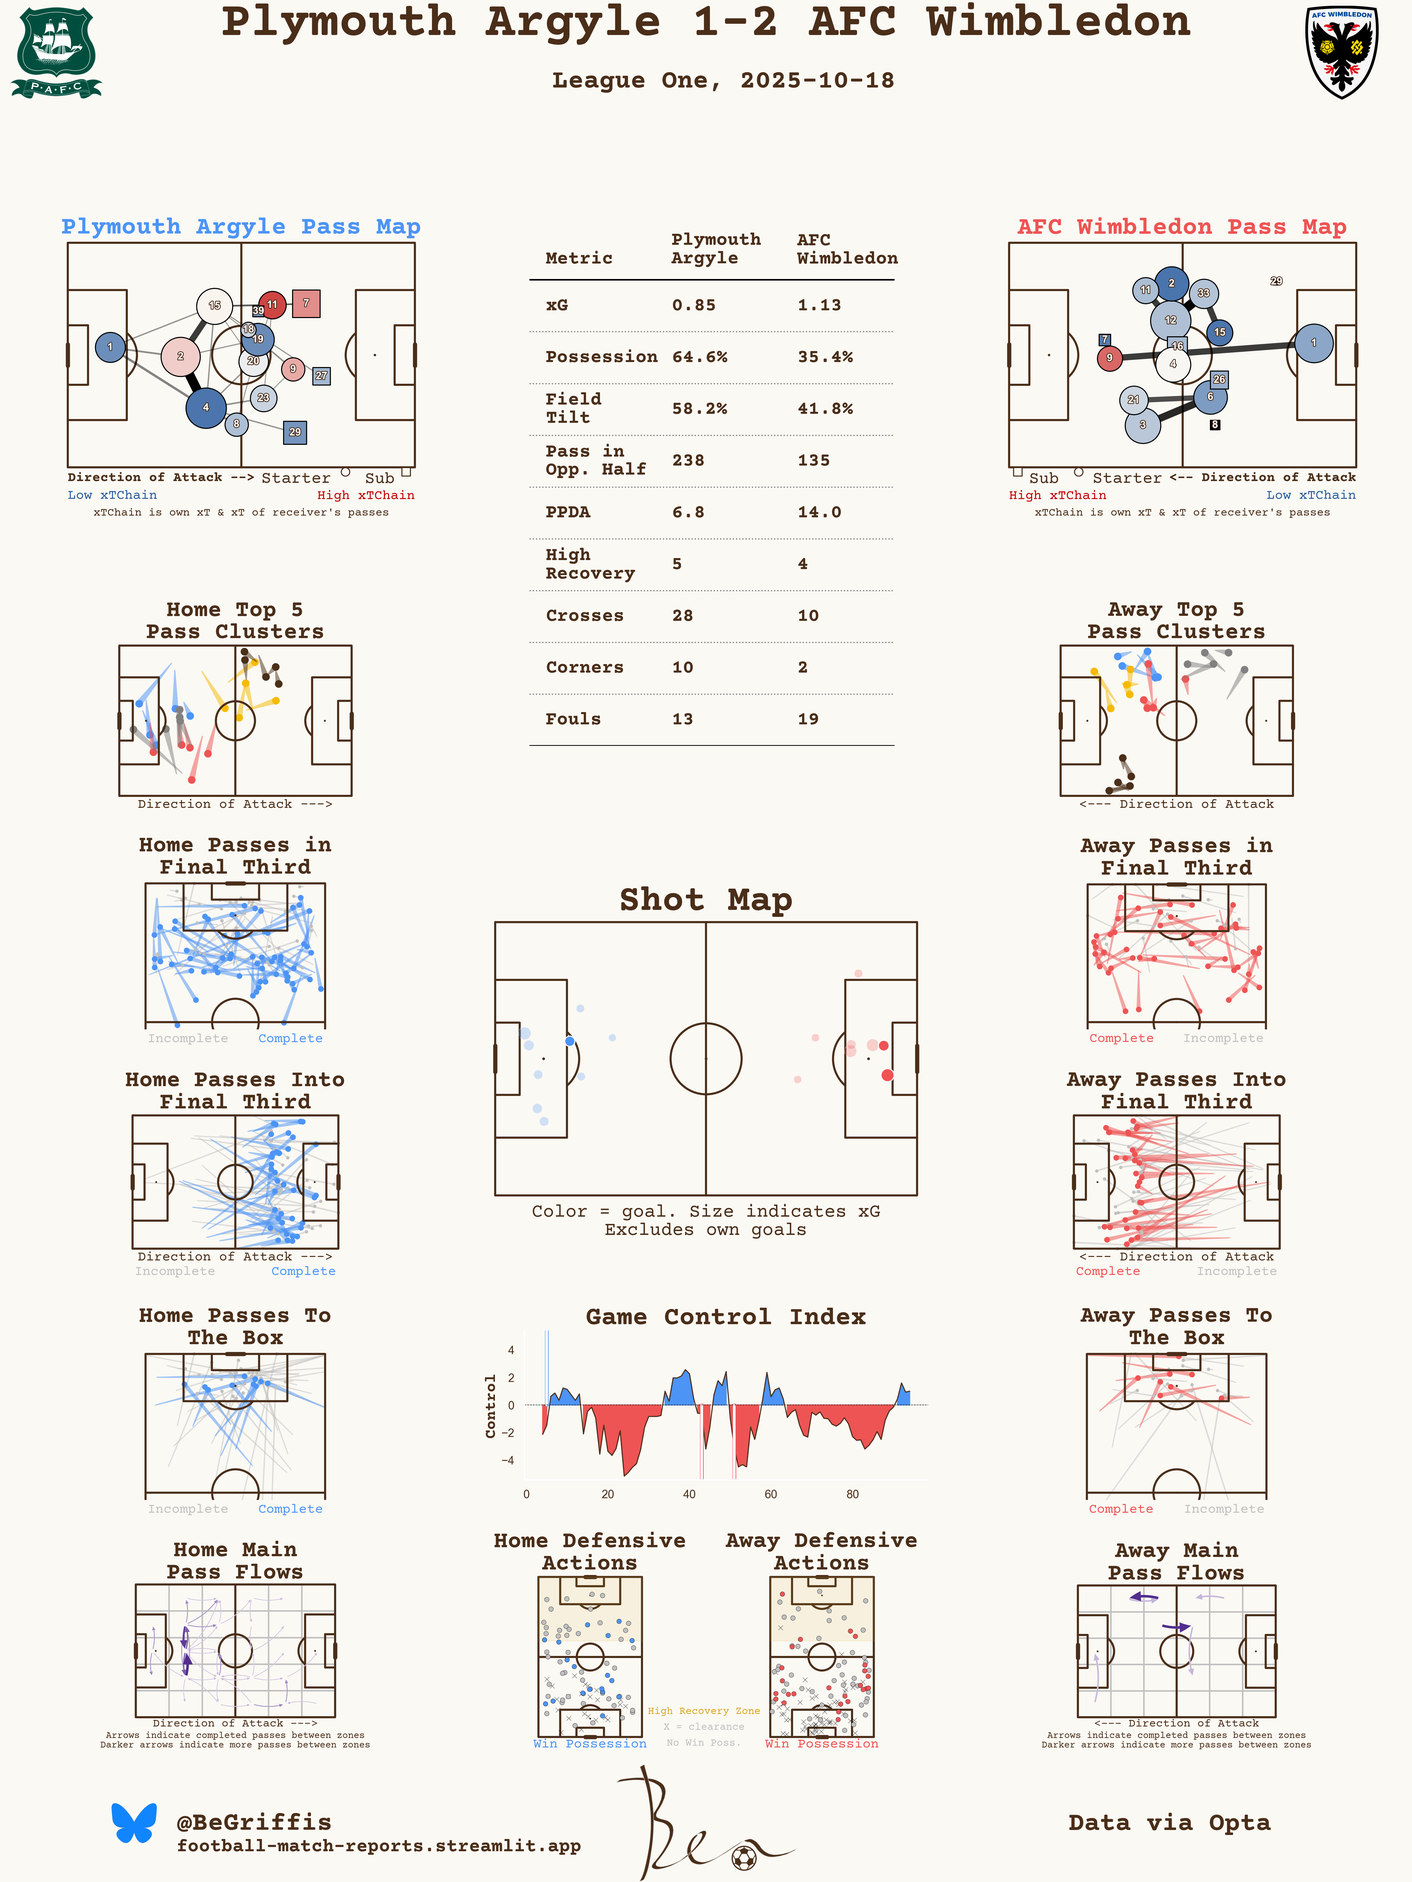 Plymouth Argyle 1-2 AFC Wimbledon
League One, 2025-10-18
P·A·F·C
AFC WIMBLEDON
Plymouth Argyle Pass Map
15
11
7
39
18
19
1
2
20
9
27
4
23
8
29
Direction of Attack --> Starter Sub
Low xTChain High xTChain
xTChain is own xT & xT of receiver's passes
Metric Plymouth Argyle AFC Wimbledon
xG 0.85 1.13
Possession 64.6% 35.4%
Field Tilt 58.2% 41.8%
Pass in Opp. Half 238 135
PPDA 6.8 14.0
High Recovery 5 4
Crosses 28 10
Corners 10 2
Fouls 13 19
AFC Wimbledon Pass Map
29
11
2
33
12
15
7
16
1
9
4
26
21
6
3
8
Sub Starter <-- Direction of Attack
High xTChain Low xTChain
xTChain is own xT & xT of receiver's passes
Home Top 5
Pass Clusters
Direction of Attack --->
Away Top 5
Pass Clusters
<--- Direction of Attack
Home Passes in
Final Third
Incomplete Complete
Away Passes in
Final Third
Complete Incomplete
Shot Map
Color = goal. Size indicates xG
Excludes own goals
Home Passes Into
Final Third
Direction of Attack --->
Incomplete Complete
Away Passes Into
Final Third
<--- Direction of Attack
Complete Incomplete
Home Passes To
The Box
Incomplete Complete
Game Control Index
Control
4
2
0
−2
−4
0 20 40 60 80
Away Passes To
The Box
Complete Incomplete
Home Main
Pass Flows
Direction of Attack --->
Arrows indicate completed passes between zones
Darker arrows indicate more passes between zones
Home Defensive
Actions
Win Possession
High Recovery Zone
X = clearance
No Win Poss.
Away Defensive
Actions
Win Possession
Away Main
Pass Flows
<--- Direction of Attack
Arrows indicate completed passes between zones
Darker arrows indicate more passes between zones
@BeGriffis
football-match-reports.streamlit.app
Ben
Data via Opta